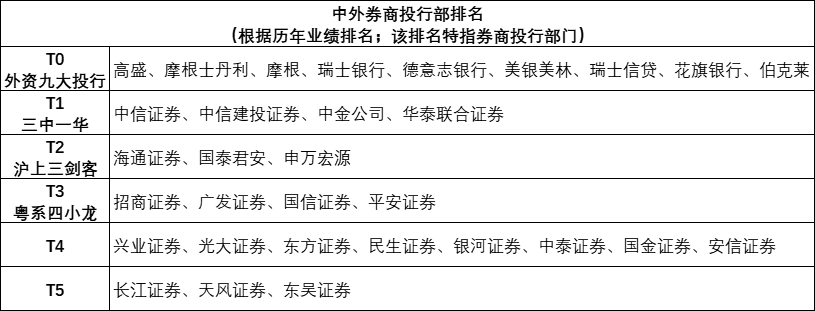 中外券商投行部排名
(根据历年业绩排名；该排名特指券商投行部门)
T0
外资九大投行
高盛、摩根士丹利、摩根、瑞士银行、德意志银行、美银美林、瑞士信贷、花旗银行、伯克莱
T1
三中一华
中信证券、中信建投证券、中金公司、华泰联合证券
T2
沪上三剑客
海通证券、国泰君安、申万宏源
T3
粤系四小龙
招商证券、广发证券、国信证券、平安证券
T4
兴业证券、光大证券、东方证券、民生证券、银河证券、中泰证券、国金证券、安信证券
T5
长江证券、天风证券、东吴证券